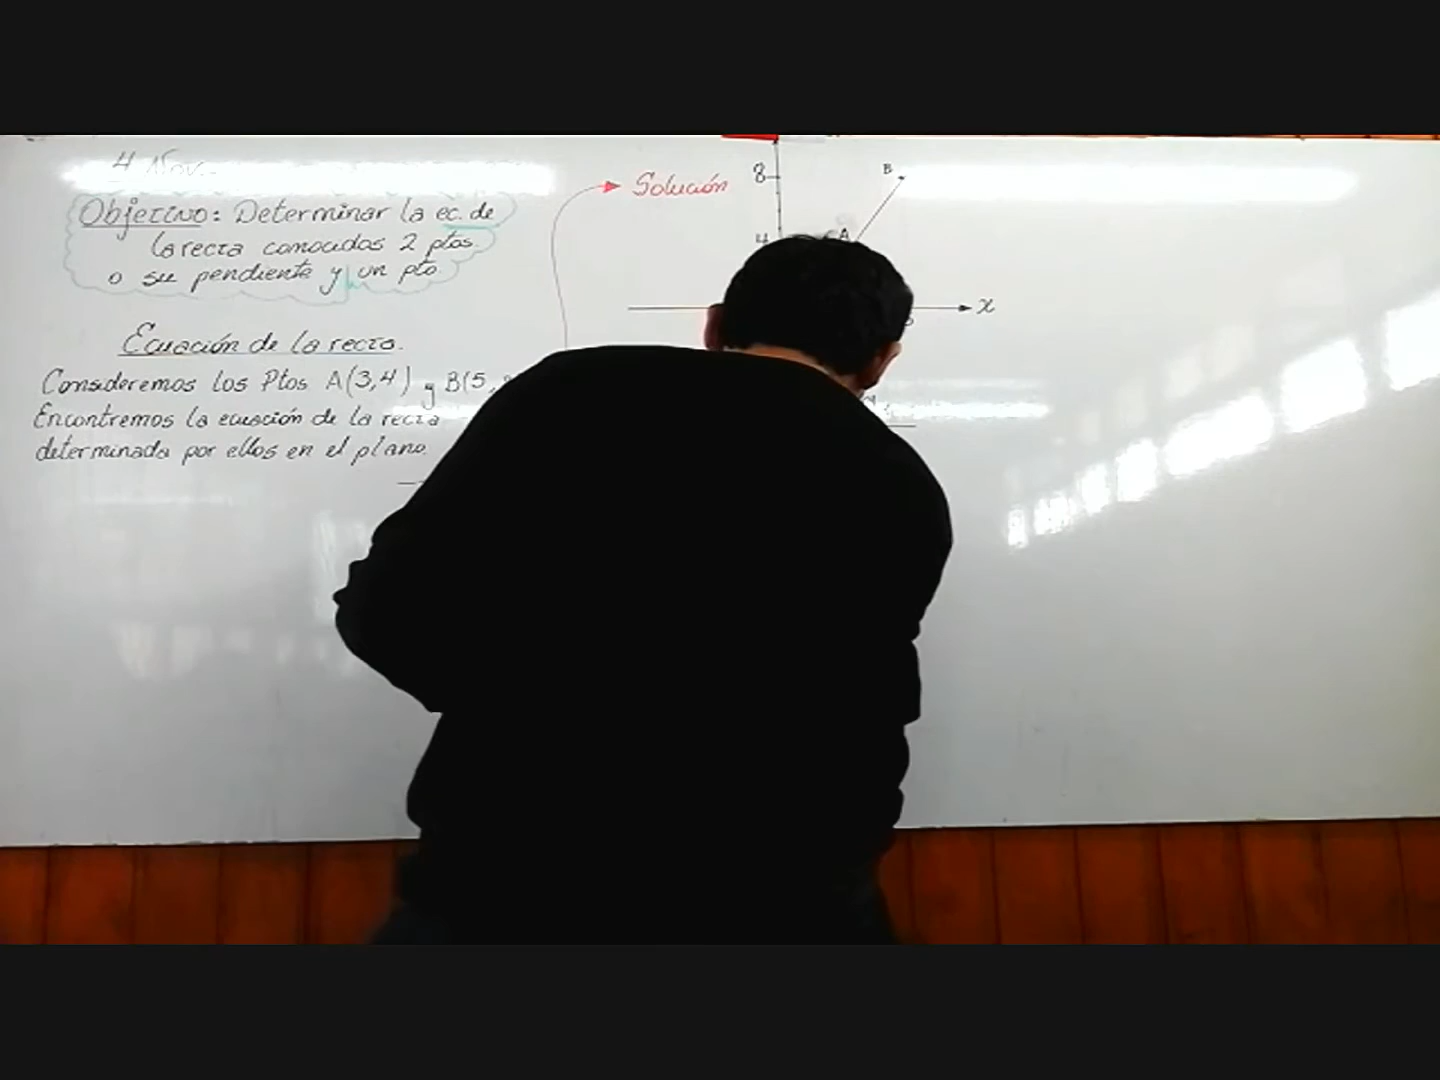 4 Nov.
Objetivo: Determinar la ec. de
la recta conocidos 2 ptos.
o su pendiente y un pto.
Ecuación de la recta.
Consideremos los Ptos A(3,4) y B(5,
Encontremos la ecuación de la recta
determinada por ellos en el plano.
Solución
8
B
4
A
x